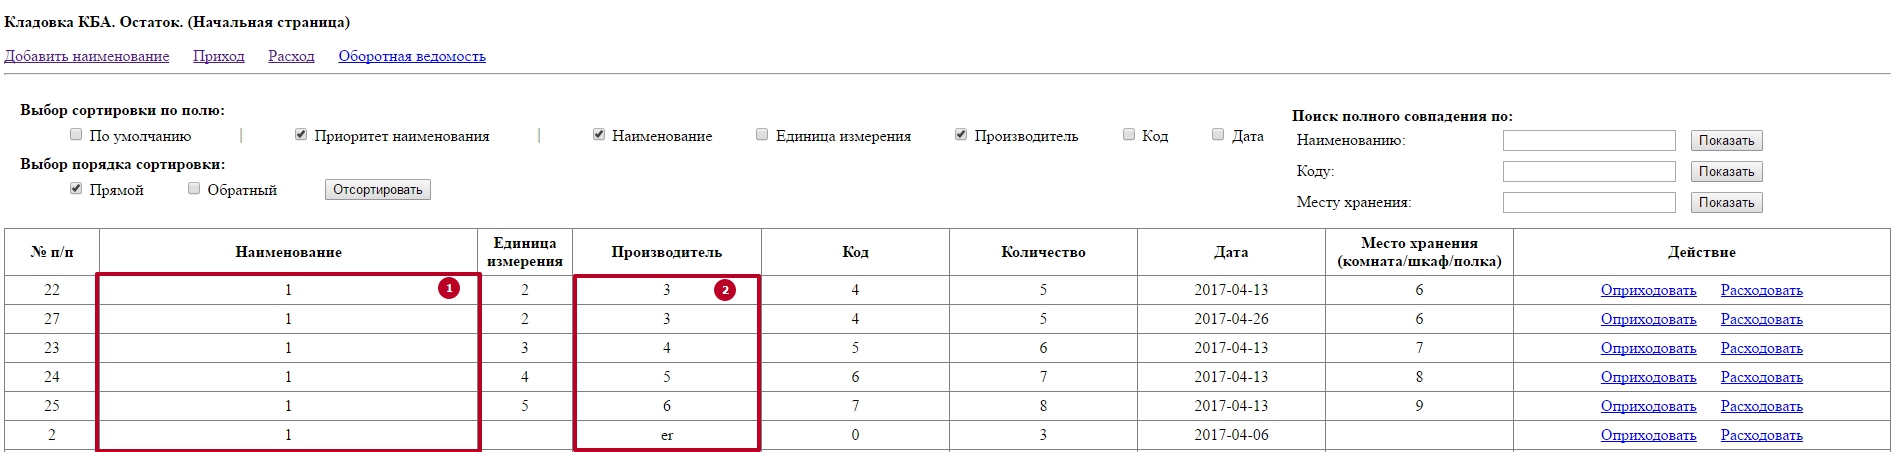 Кладовка КБА. Остаток. (Начальная страница)
Добавить наименование Приход Расход Оборотная ведомость
Выбор сортировки по полю:
По умолчанию | Приоритет наименования | Наименование Единица измерения Производитель Код Дата
Выбор порядка сортировки:
Прямой Обратный Отсортировать
Поиск полного совпадения по:
Наименованию: Показать
Коду: Показать
Месту хранения: Показать
№ п/п Наименование Единица измерения Производитель Код Количество Дата Место хранения (комната/шкаф/полка) Действие
22 1 1 2 3 2 4 5 2017-04-13 6 Оприходовать Расходовать
27 1 2 3 4 5 2017-04-26 6 Оприходовать Расходовать
23 1 3 4 5 6 2017-04-13 7 Оприходовать Расходовать
24 1 4 5 6 7 2017-04-13 8 Оприходовать Расходовать
25 1 5 6 7 8 2017-04-13 9 Оприходовать Расходовать
2 1 er 0 3 2017-04-06 Оприходовать Расходовать